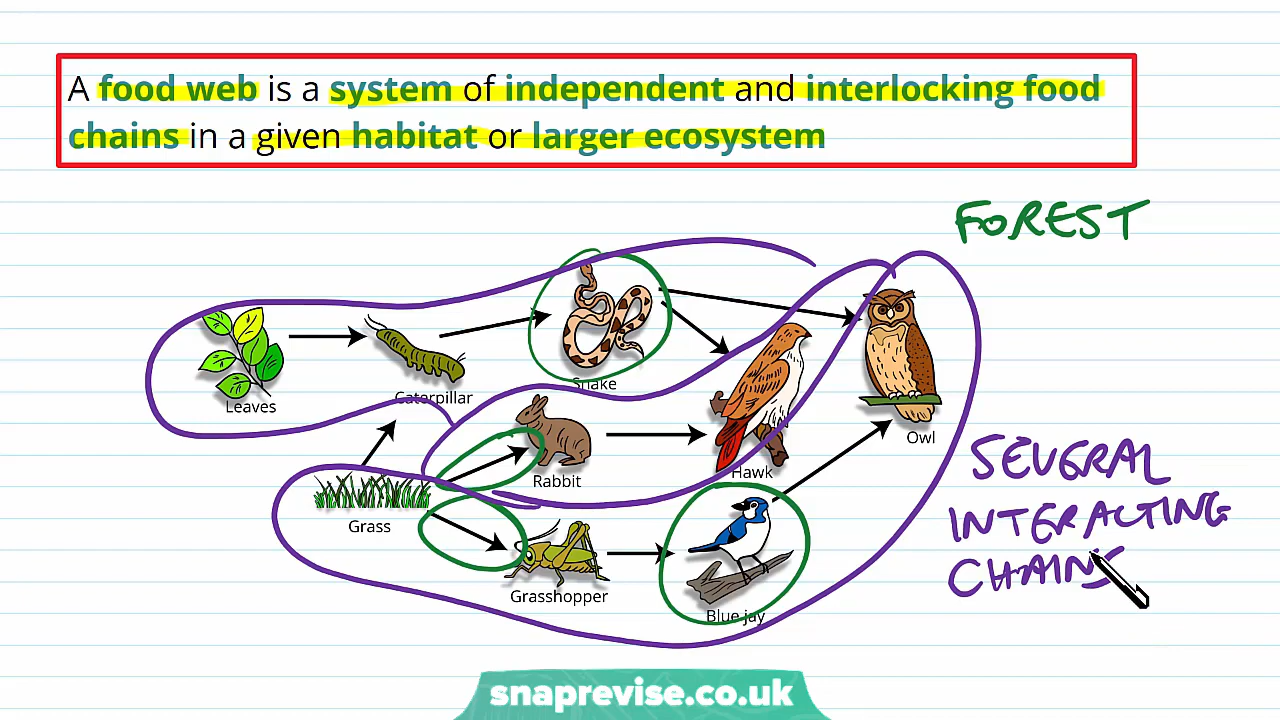 A food web is a system of independent and interlocking food
chains in a given habitat or larger ecosystem
FOREST
Snake
Leaves
Caterpillar
Owl
Rabbit
Hawk
Grass
Grasshopper
Blue jay
SEVERAL
INTERACTING
CHAINS
snaprevise.co.uk